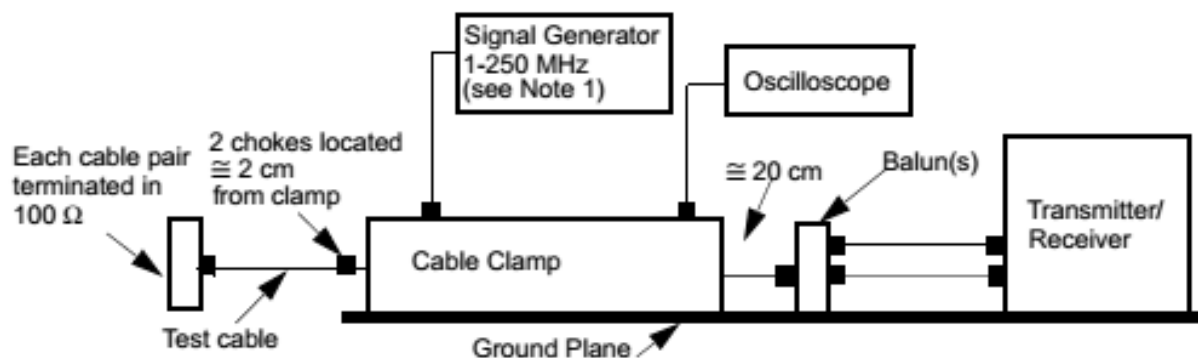 Signal Generator
1-250 MHz
(see Note 1)
Oscilloscope
Each cable pair
terminated in
100 Ω
2 chokes located
≅ 2 cm
from clamp
≅ 20 cm
Balun(s)
Transmitter/
Receiver
Cable Clamp
Test cable
Ground Plane